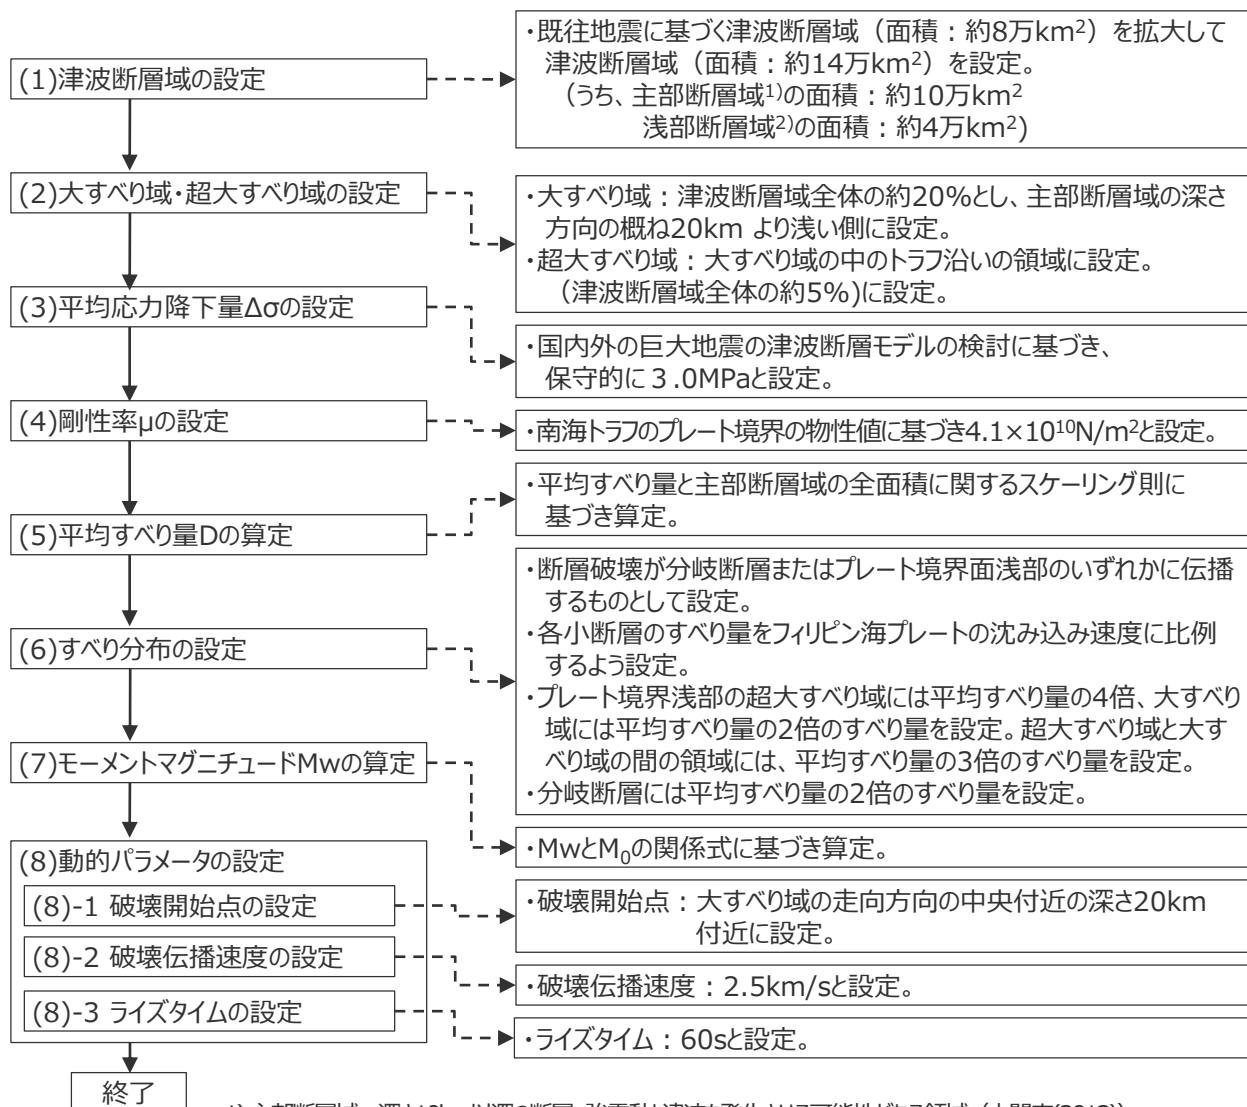 (1)津波断層域の設定
・既往地震に基づく津波断層域（面積：約8万km²）を拡大して
津波断層域（面積：約14万km²）を設定。
（うち、主部断層域¹⁾の面積：約10万km²
浅部断層域²⁾の面積：約4万km²)
(2)大すべり域・超大すべり域の設定
・大すべり域：津波断層域全体の約20%とし、主部断層域の深さ
方向の概ね20km より浅い側に設定。
・超大すべり域：大すべり域の中のトラフ沿いの領域に設定。
（津波断層域全体の約5%)に設定。
(3)平均応力降下量Δσの設定
・国内外の巨大地震の津波断層モデルの検討に基づき、
保守的に３.0MPaと設定。
(4)剛性率μの設定
・南海トラフのプレート境界の物性値に基づき4.1×10¹⁰N/m²と設定。
(5)平均すべり量Dの算定
・平均すべり量と主部断層域の全面積に関するスケーリング則に
基づき算定。
(6)すべり分布の設定
・断層破壊が分岐断層またはプレート境界面浅部のいずれかに伝播
するものとして設定。
・各小断層のすべり量をフィリピン海プレートの沈み込み速度に比例
するよう設定。
・プレート境界浅部の超大すべり域には平均すべり量の4倍、大すべり
域には平均すべり量の2倍のすべり量を設定。超大すべり域と大す
べり域の間の領域には、平均すべり量の3倍のすべり量を設定。
・分岐断層には平均すべり量の2倍のすべり量を設定。
(7)モーメントマグニチュードMwの算定
・MwとM₀の関係式に基づき算定。
(8)動的パラメータの設定
(8)-1 破壊開始点の設定
・破壊開始点：大すべり域の走向方向の中央付近の深さ20km
付近に設定。
(8)-2 破壊伝播速度の設定
・破壊伝播速度：2.5km/sと設定。
(8)-3 ライズタイムの設定
・ライズタイム：60sと設定。
終了